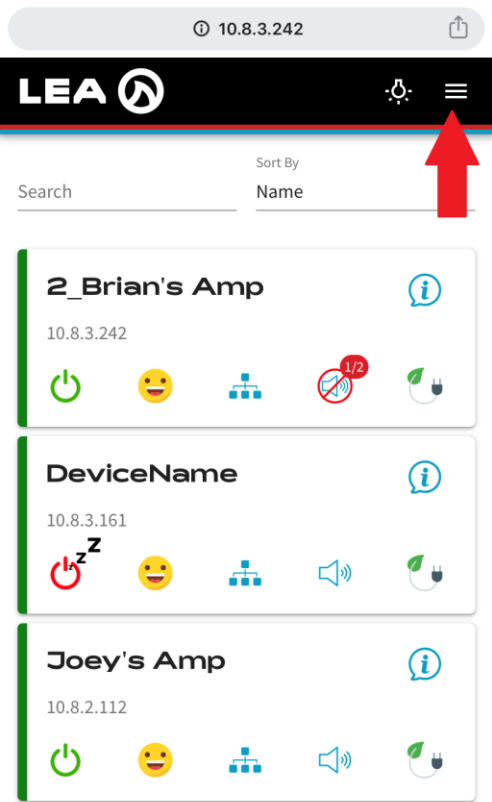 10.8.3.242
LEA
Sort By
Search
Name
2_Brian's Amp
10.8.3.242
1/2
DeviceName
10.8.3.161
z z Z
Joey's Amp
10.8.2.112